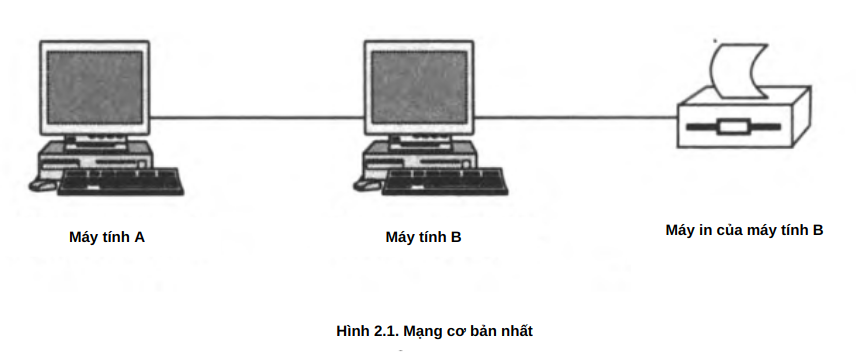 Máy tính A
Máy tính B
Máy in của máy tính B
Hình 2.1. Mạng cơ bản nhất